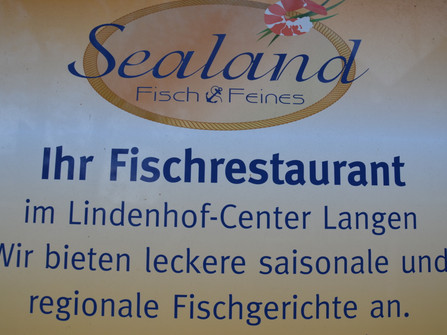 Sealand
Fisch & Feines
Ihr Fischrestaurant
im Lindenhof-Center Langen
Wir bieten leckere saisonale und
regionale Fischgerichte an.